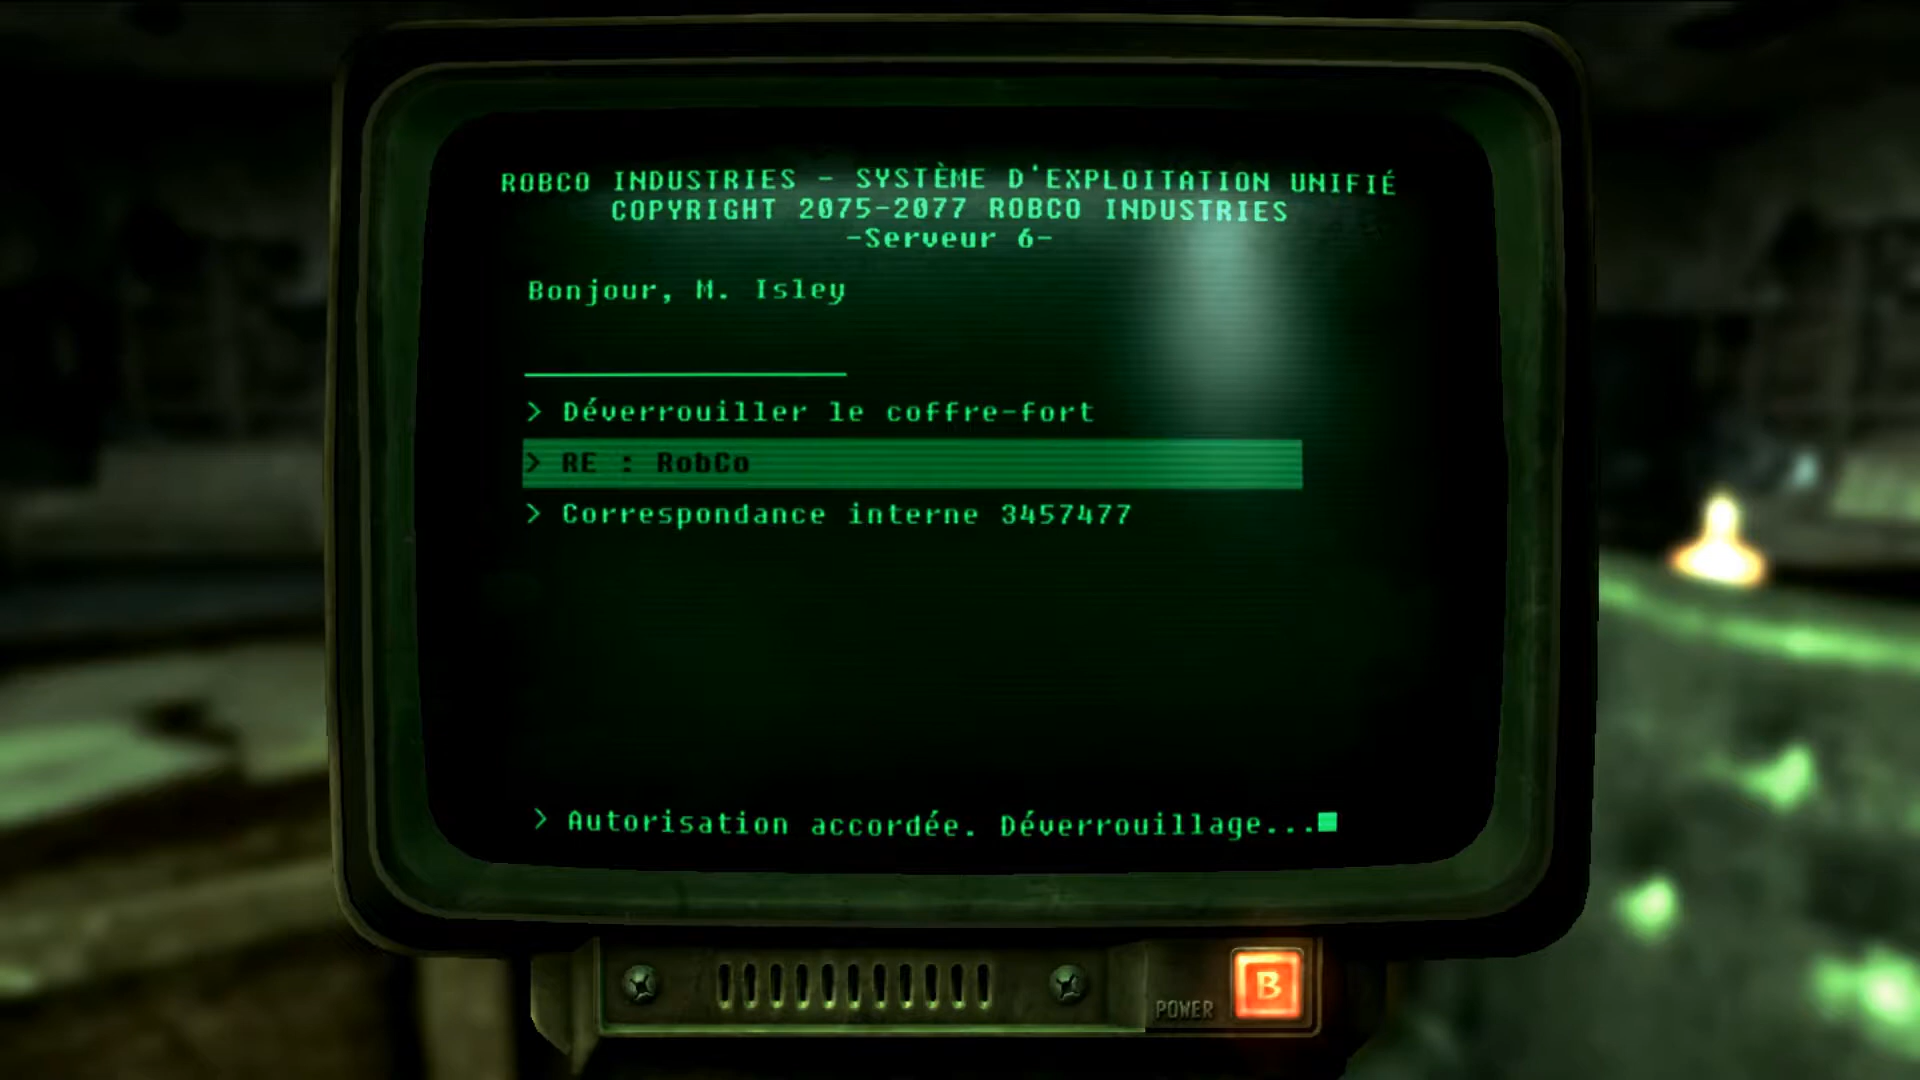 ROBCO INDUSTRIES - SYSTÈME D'EXPLOITATION UNIFIÉ
COPYRIGHT 2075-2077 ROBCO INDUSTRIES
-Serveur 6-
Bonjour, M. Isley
> Déverrouiller le coffre-fort
> RE : RobCo
> Correspondance interne 3457477
> Autorisation accordée. Déverrouillage...
POWER
B